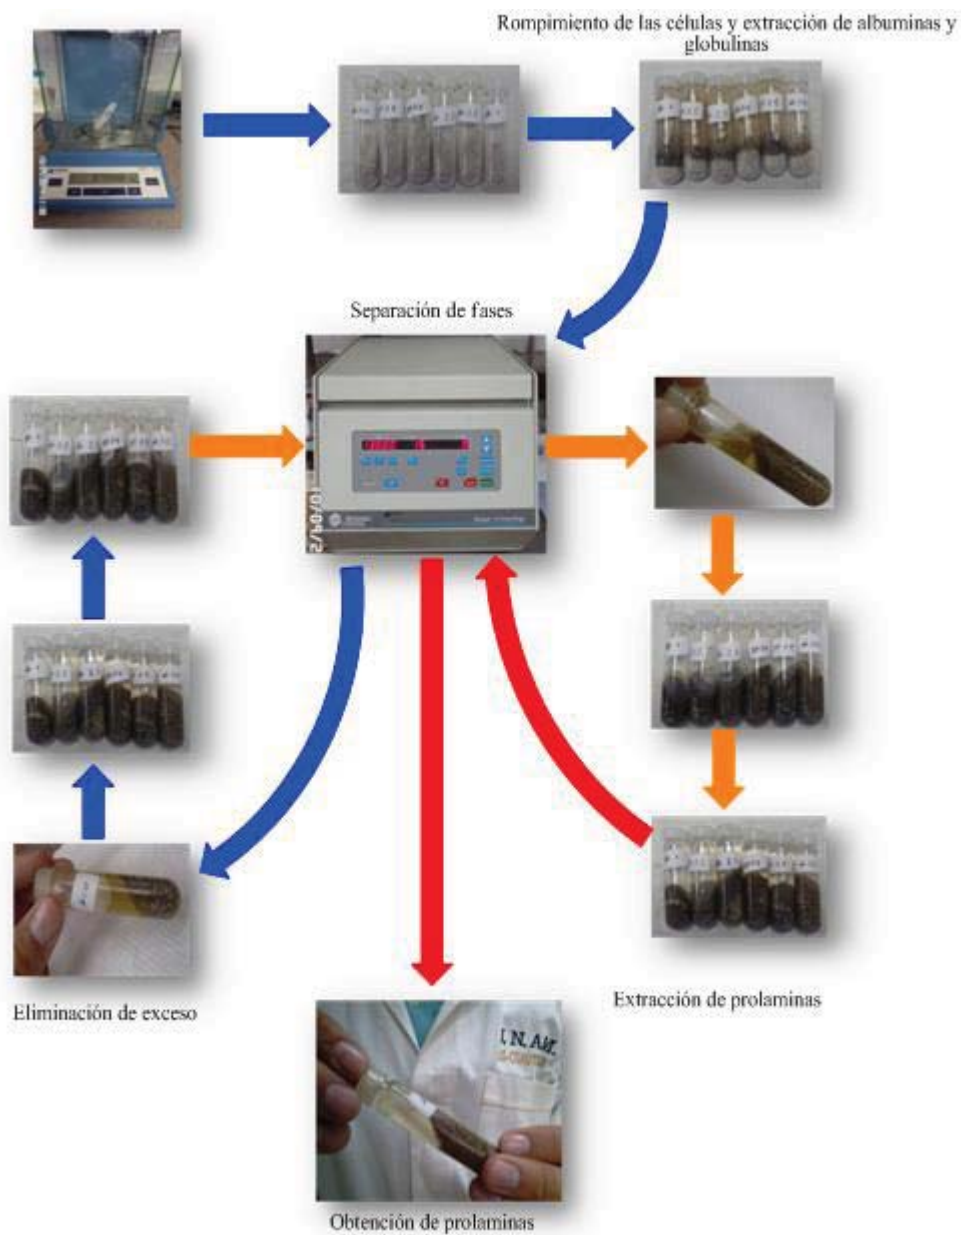 Rompimiento de las células y extracción de albuminas y
globulinas
Separación de fases
Eliminación de exceso
Extracción de prolaminas
Obtención de prolaminas